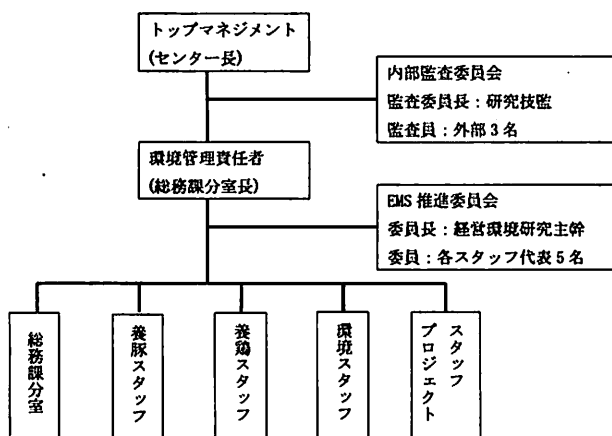 トップマネジメント
(センター長)
内部監査委員会
監査委員長：研究技監
監査員：外部3名
環境管理責任者
(総務課分室長)
EMS推進委員会
委員長：経営環境研究主幹
委員：各スタッフ代表5名
総務課分室
養豚スタッフ
養鶏スタッフ
環境スタッフ
スタッフ
プロジェクト